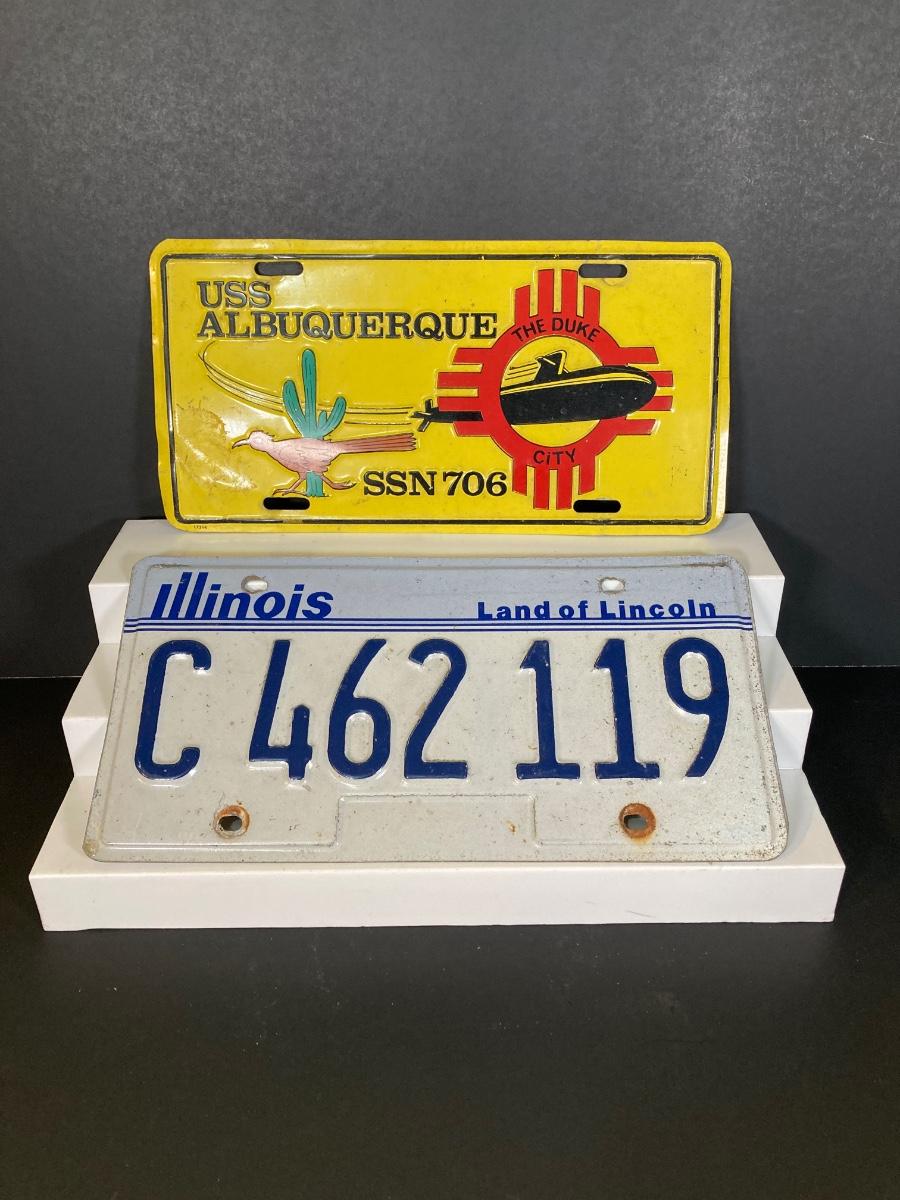 USS
ALBUQUERQUE
THE DUKE
CiTY
SSN 706
Illinois
Land of Lincoln
C 462 119